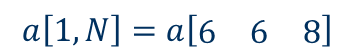 a[1, N] = a[6 6 8]